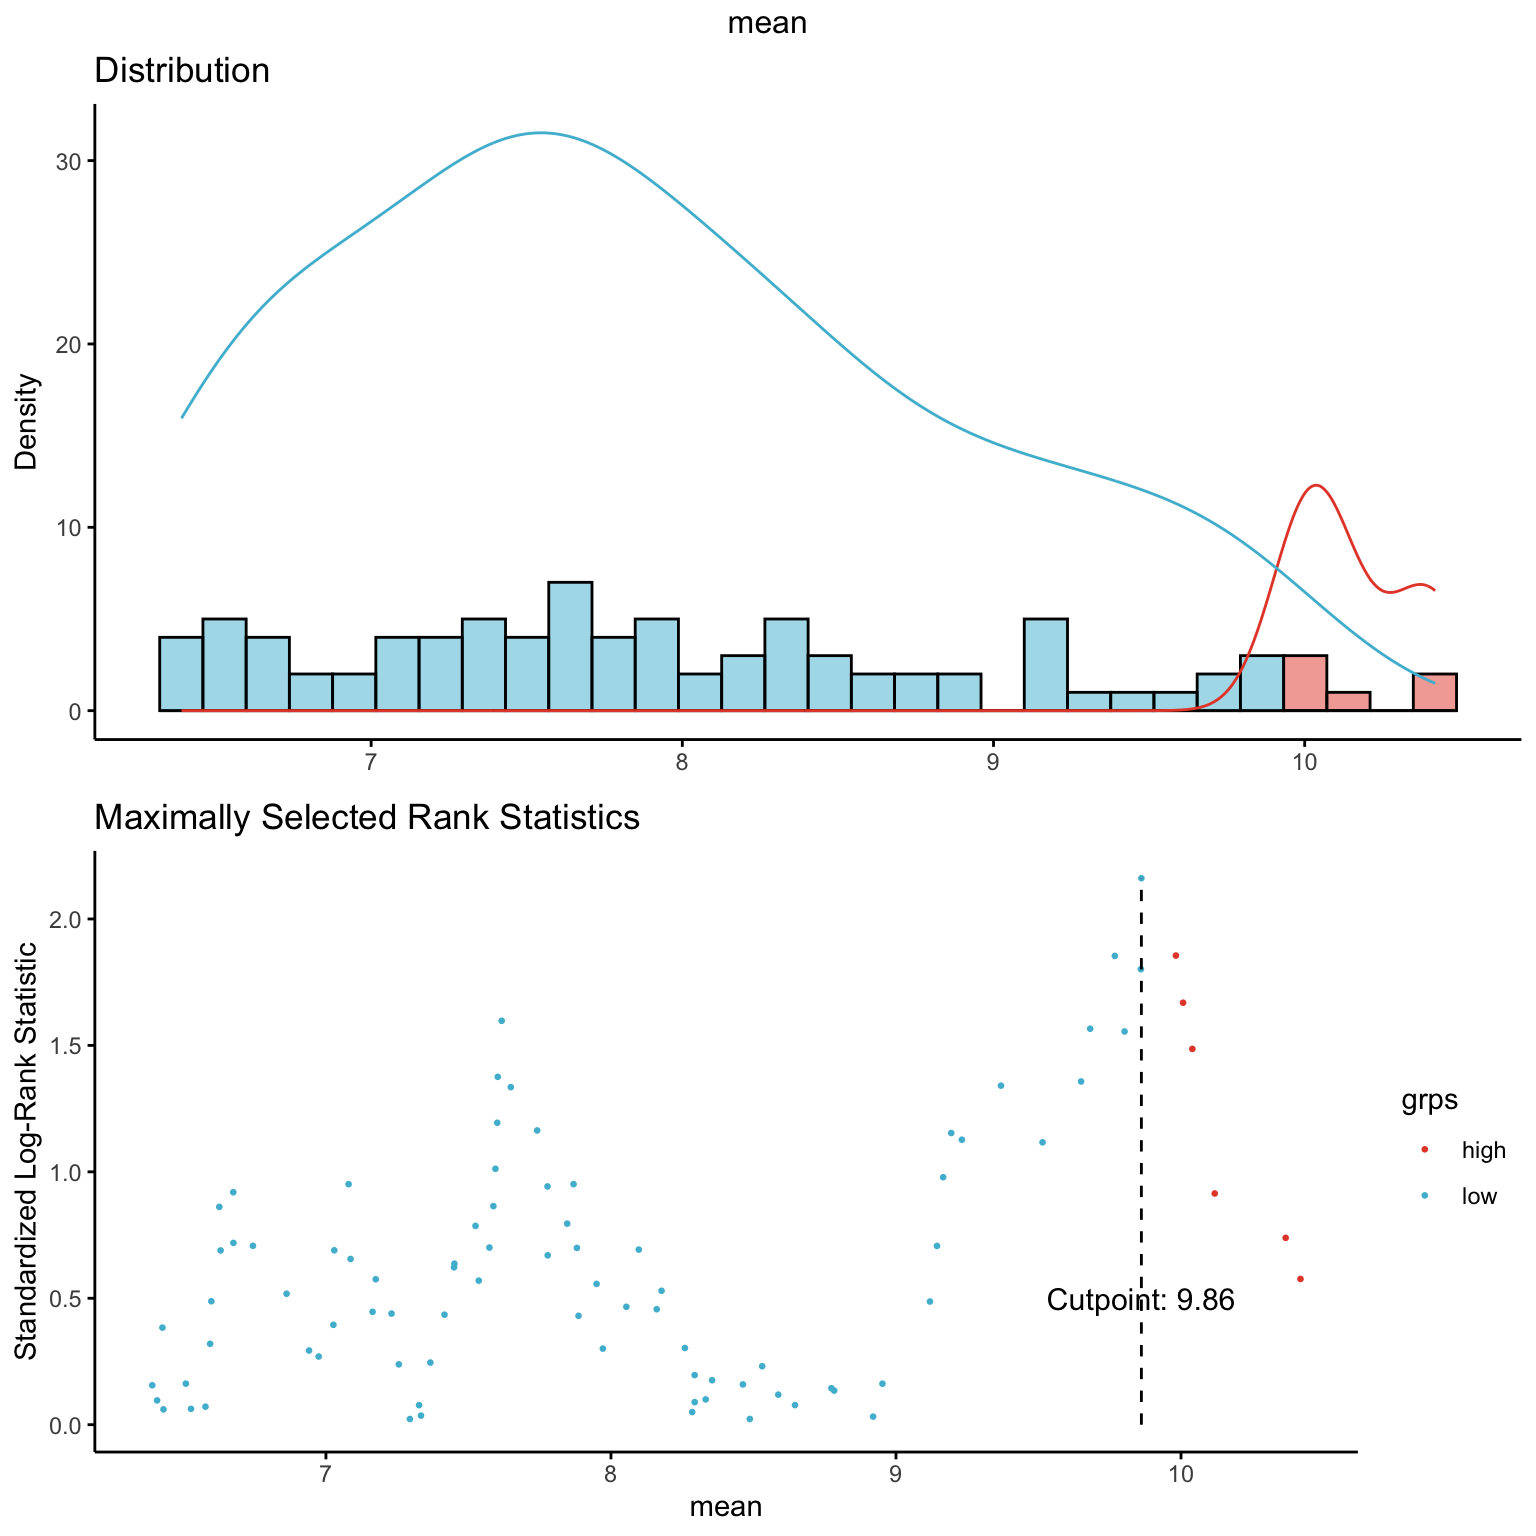 mean
Distribution
Density
30
20
10
0
7 8 9 10
Maximally Selected Rank Statistics
Standardized Log-Rank Statistic
2.0
1.5
1.0
0.5
0.0
Cutpoint: 9.86
7 8 9 10
mean
grps
high
low